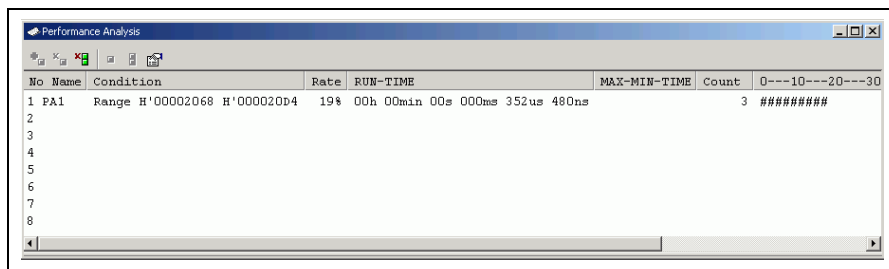 Performance Analysis
No Name Condition Rate RUN-TIME MAX-MIN-TIME Count 0---10---20---30
1 PA1 Range H'00002068 H'000020D4 19% 00h 00min 00s 000ms 352us 480ns 3 #########
2
3
4
5
6
7
8